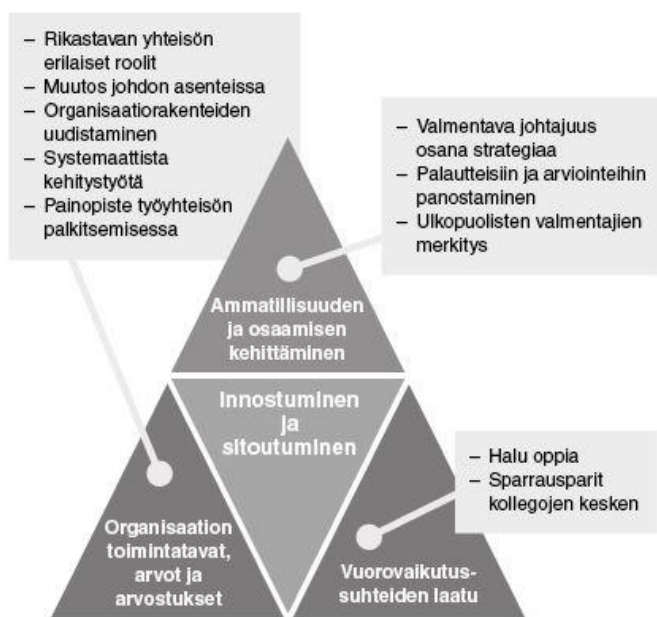 – Rikastavan yhteisön
erilaiset roolit
– Muutos johdon asenteissa
– Organisaatiorakenteiden
uudistaminen
– Systemaattista
kehitystyötä
– Painopiste työyhteisön
palkitsemisessa
– Valmentava johtajuus
osana strategiaa
– Palautteisiin ja arviointeihin
panostaminen
– Ulkopuolisten valmentajien
merkitys
Ammatillisuuden
ja osaamisen
kehittäminen
Innostuminen
ja
sitoutuminen
– Halu oppia
– Sparrausparit
kollegojen kesken
Organisaation
toimintatavat,
arvot ja
arvostukset
Vuorovaikutus-
suhteiden laatu